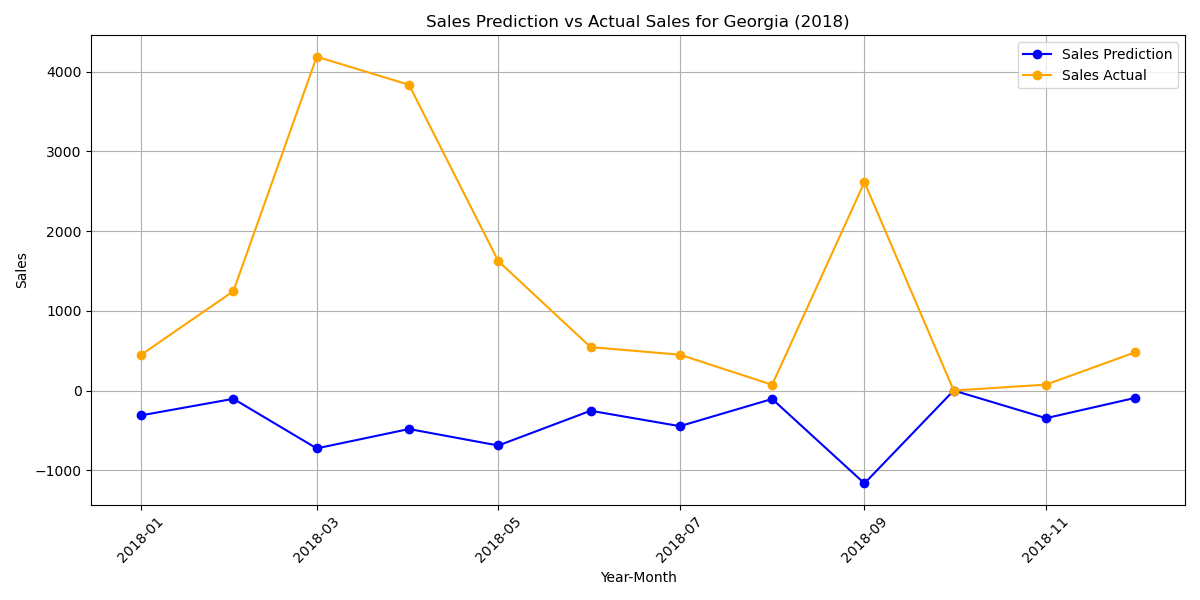 Sales Prediction vs Actual Sales for Georgia (2018)
Sales Prediction
Sales Actual
4000
3000
2000
1000
0
−1000
Sales
2018-01
2018-03
2018-05
2018-07
2018-09
2018-11
Year-Month